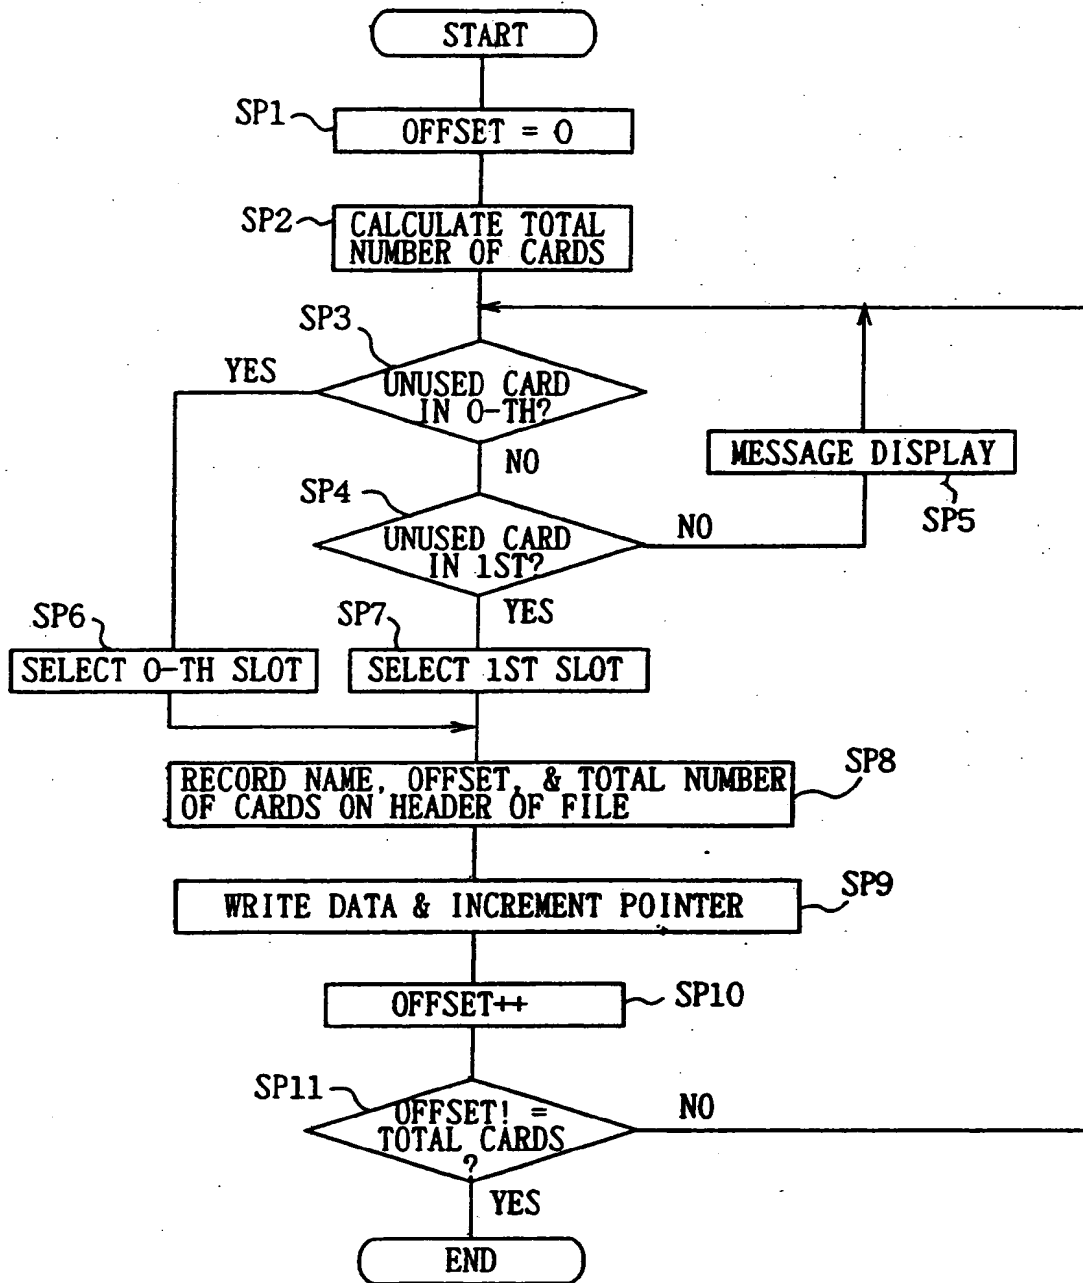 START
SP1
OFFSET = 0
SP2
CALCULATE TOTAL
NUMBER OF CARDS
SP3
YES
UNUSED CARD
IN 0-TH?
NO
MESSAGE DISPLAY
SP5
SP4
UNUSED CARD
IN 1ST?
NO
YES
SP6
SP7
SELECT 0-TH SLOT
SELECT 1ST SLOT
RECORD NAME, OFFSET, & TOTAL NUMBER
OF CARDS ON HEADER OF FILE
SP8
WRITE DATA & INCREMENT POINTER
SP9
OFFSET++
SP10
SP11
OFFSET! =
TOTAL CARDS
?
NO
YES
END